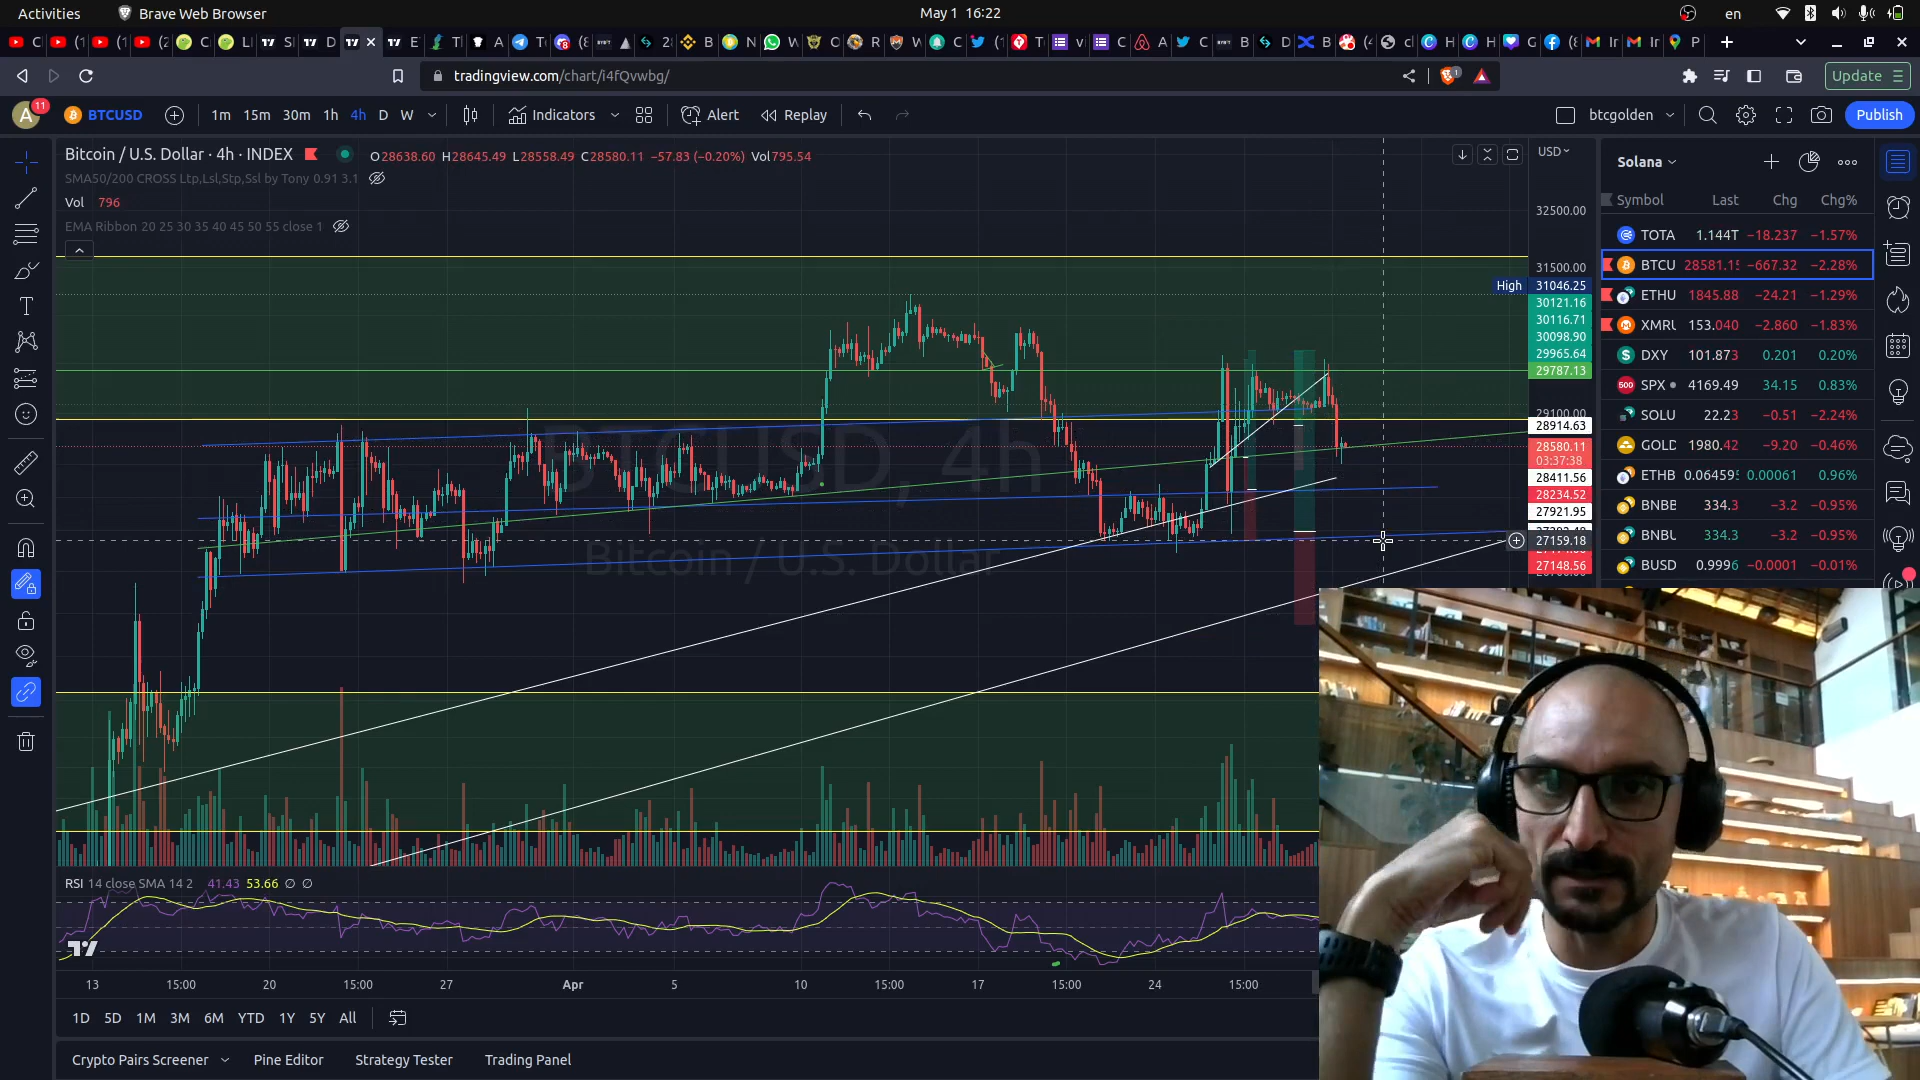 Activities
Brave Web Browser
May 1 16:22
en
tradingview.com/chart/i4fQvwbg/
Update
A
11
BTCUSD
1m 15m 30m 1h 4h D W
Indicators
Alert
Replay
btcgolden
Publish
Bitcoin / U.S. Dollar · 4h · INDEX
O28638.60 H28645.49 L28558.49 C28580.11 −57.83 (−0.20%) Vol795.54
SMA50/200 CROSS Ltp,Lsl,Stp,Ssl by Tony 0.91 3.1
Vol 796
EMA Ribbon 20 25 30 35 40 45 50 55 close 1
USD
32500.00
31500.00
High 31046.25
30121.16
30116.71
30098.90
29965.64
29787.13
29100.00
28914.63
28580.11
03:37:38
28411.56
28234.52
27921.95
27159.18
27148.56
BTCUSD, 4h
Bitcoin / U.S. Dollar
Solana
Symbol Last Chg Chg%
TOTA 1.144T −18.237 −1.57%
BTCU 28581.15 −667.32 −2.28%
ETHU 1845.88 −24.21 −1.29%
XMRU 153.040 −2.860 −1.83%
DXY 101.873 0.201 0.20%
SPX 4169.49 34.15 0.83%
SOLU 22.23 −0.51 −2.24%
GOLD 1980.42 −9.20 −0.46%
ETHB 0.064595 0.00061 0.96%
BNBB 334.3 −3.2 −0.95%
BNBU 334.3 −3.2 −0.95%
BUSD 0.9996 −0.0001 −0.01%
RSI 14 close SMA 14 2 41.43 53.66 ∅ ∅
13 15:00 20 15:00 27 Apr 5 10 15:00 17 15:00 24 15:00
1D 5D 1M 3M 6M YTD 1Y 5Y All
Crypto Pairs Screener
Pine Editor
Strategy Tester
Trading Panel